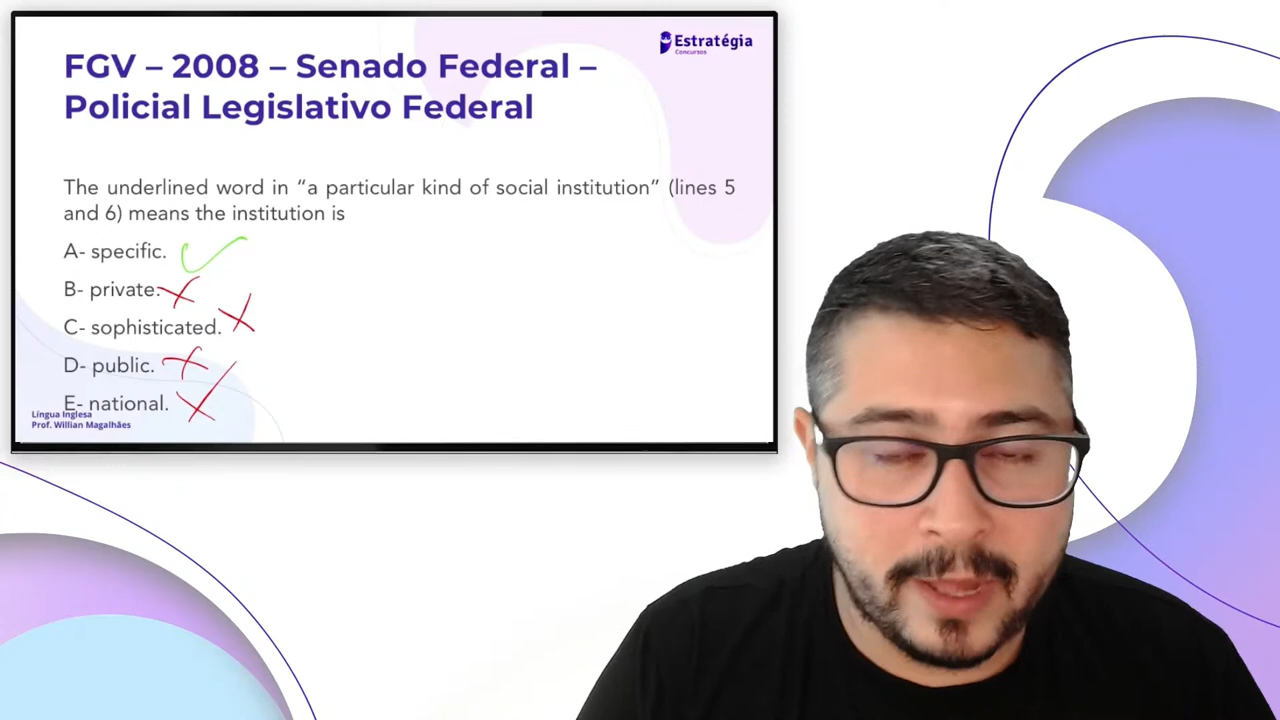 Estratégia
Concursos
FGV – 2008 – Senado Federal –
Policial Legislativo Federal
The underlined word in “a particular kind of social institution” (lines 5
and 6) means the institution is
A- specific.
B- private.
C- sophisticated.
D- public.
E- national.
Língua Inglesa
Prof. Willian Magalhães